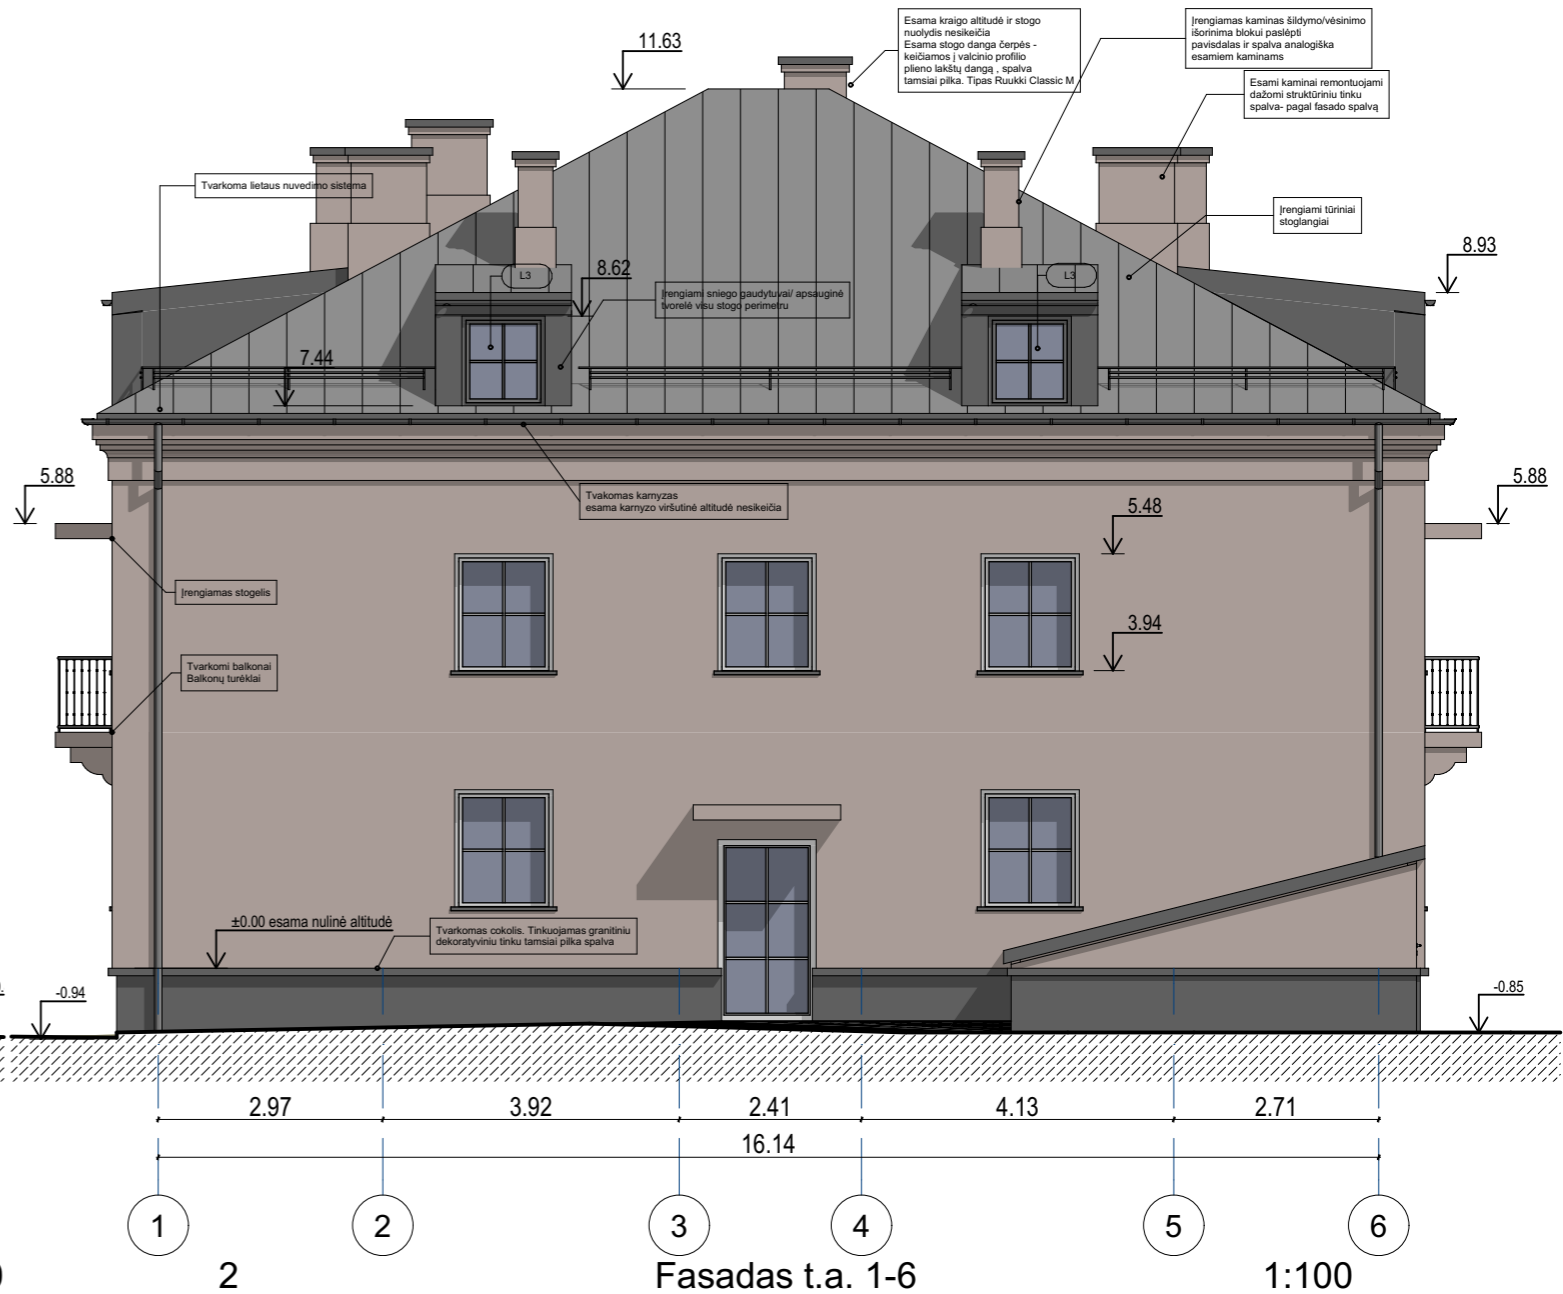 Esama kraigo altitudė ir stogo
nuolydis nesikeičia
Esama stogo danga čerpės -
keičiamos į valcinio profilio
plieno lakštų dangą , spalva
tamsiai pilka. Tipas Ruukki Classic M
Įrengiamas kaminas šildymo/vėsinimo
išorinima blokui paslėpti
pavisdalas ir spalva analogiška
esamiem kaminams
11.63
Esami kaminai remontuojami
dažomi struktūriniu tinku
spalva- pagal fasado spalvą
Tvarkoma lietaus nuvedimo sistema
Įrengiami tūriniai
stoglangiai
8.93
L3
8.62
L3
Įrengiami sniego gaudytuvai/ apsauginė
tvorelė visu stogo perimetru
7.44
5.88
5.88
Tvakomas karnyzas
esama karnyzo viršutinė altitudė nesikeičia
5.48
Įrengiamas stogelis
3.94
Tvarkomi balkonai
Balkonų turėklai
±0.00 esama nulinė altitudė
Tvarkomas cokolis. Tinkuojamas granitiniu
dekoratyviniu tinku tamsiai pilka spalva
-0.94
-0.85
2.97 3.92 2.41 4.13 2.71
16.14
1 2 3 4 5 6
2 Fasadas t.a. 1-6 1:100